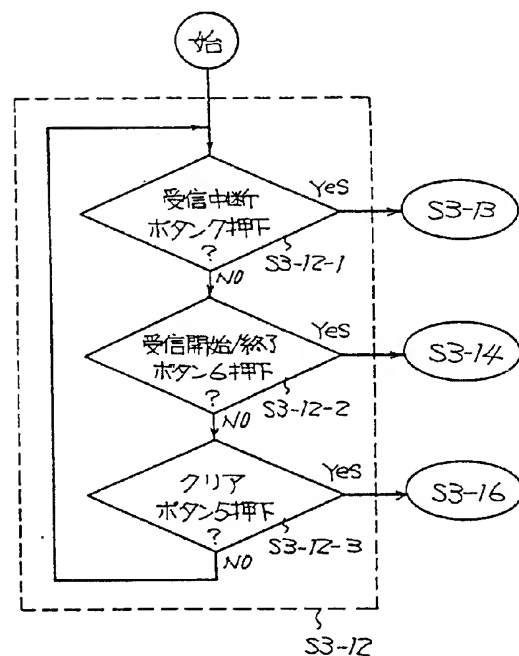 始
受信中断
ボタン7押下
?
Yes
S3-13
S3-12-1
NO
受信開始/終了
ボタン6押下
?
Yes
S3-14
S3-12-2
NO
クリア
ボタン5押下
?
Yes
S3-16
S3-12-3
NO
S3-12